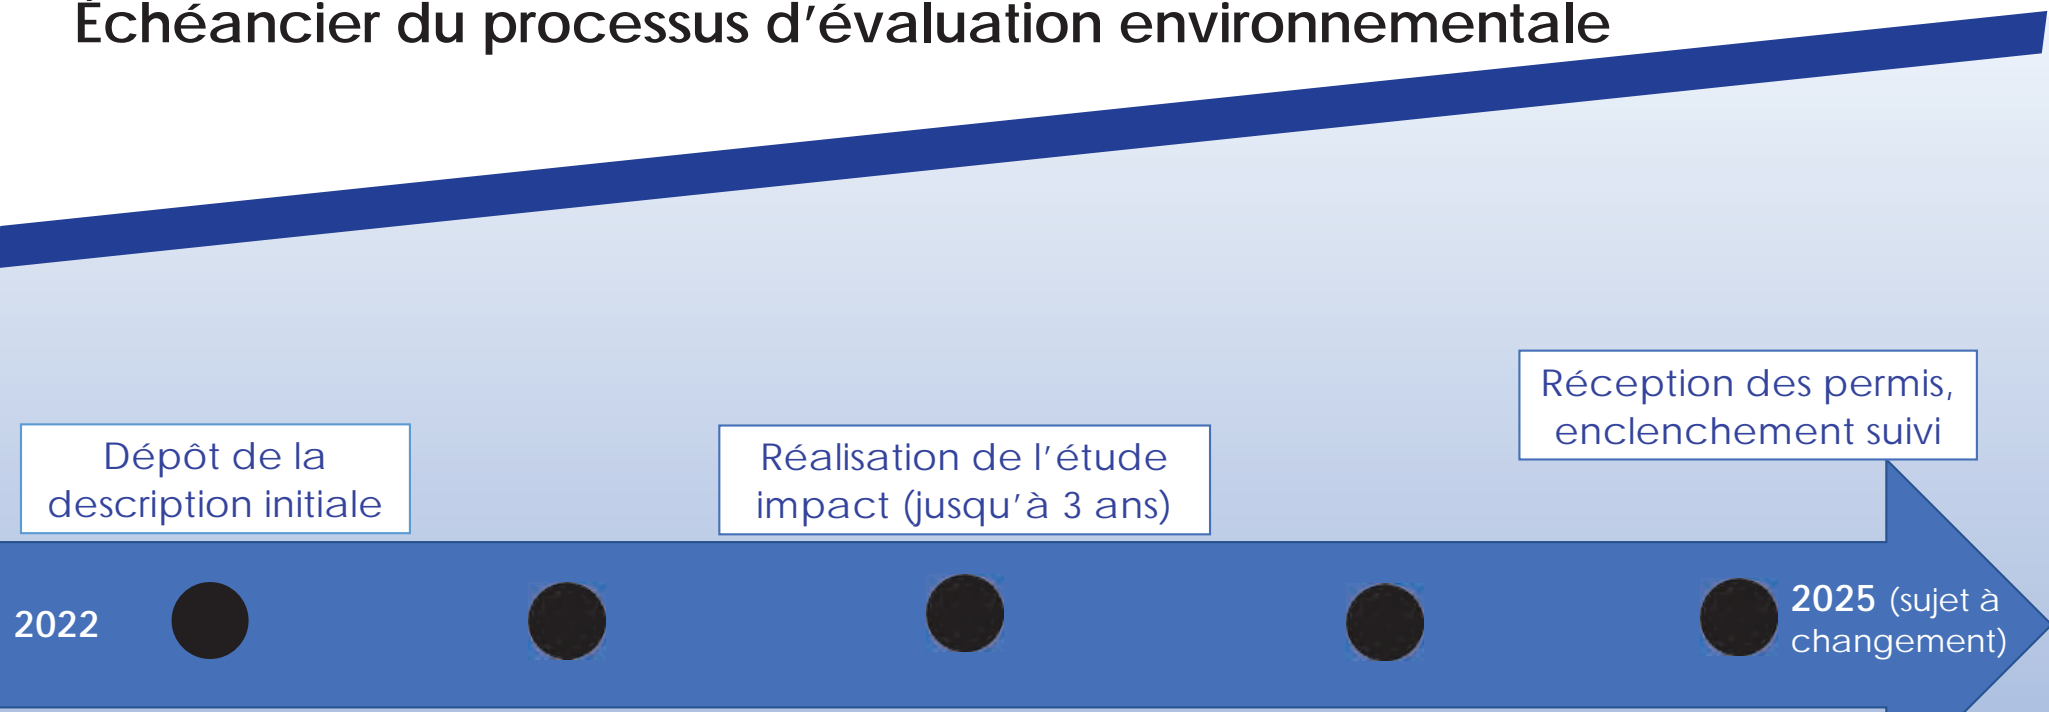 Échéancier du processus d’évaluation environnementale
Réception des permis,
enclenchement suivi
Dépôt de la
description initiale
Réalisation de l’étude
impact (jusqu’à 3 ans)
2022
2025 (sujet à
changement)